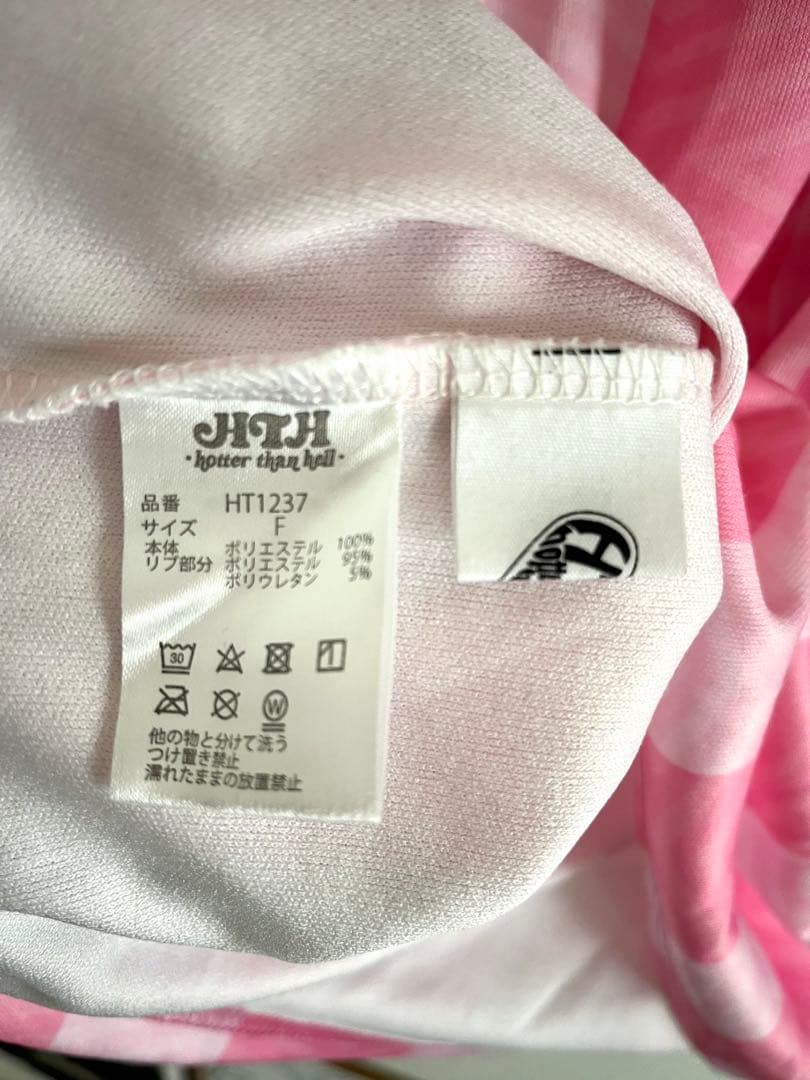 HTH
・hotter than hell・
品番 HT1237
サイズ F
本体 ポリエステル 100%
リブ部分 ポリエステル 95%
ポリウレタン 5%
30
W
他の物と分けて洗う
つけ置き禁止
濡れたままの放置禁止